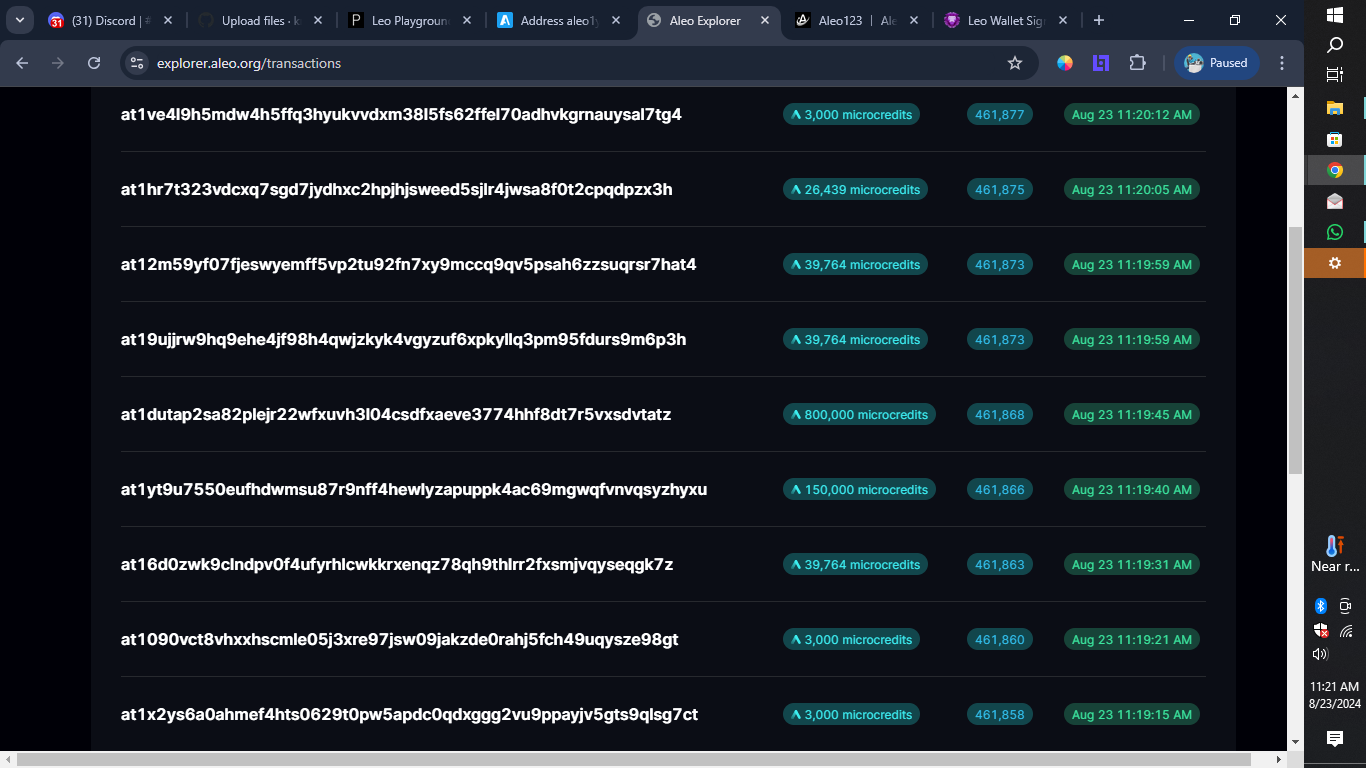 (31) Discord | #
Upload files · k
Leo Playground
Address aleo1y
Aleo Explorer
Aleo123 | Ale
Leo Wallet Sig
explorer.aleo.org/transactions
Paused
at1ve4l9h5mdw4h5ffq3hyukvvdxm38l5fs62ffel70adhvkgrnauysal7tg4 3,000 microcredits 461,877 Aug 23 11:20:12 AM
at1hr7t323vdcxq7sgd7jydhxc2hpjhjsweed5sjlr4jwsa8f0t2cpqdpzx3h 26,439 microcredits 461,875 Aug 23 11:20:05 AM
at12m59yf07fjeswyemff5vp2tu92fn7xy9mccq9qv5psah6zzsuqrsr7hat4 39,764 microcredits 461,873 Aug 23 11:19:59 AM
at19ujjrw9hq9ehe4jf98h4qwjzkyk4vgyzuf6xpkyllq3pm95fdurs9m6p3h 39,764 microcredits 461,873 Aug 23 11:19:59 AM
at1dutap2sa82plejr22wfxuvh3l04csdfxaeve3774hhf8dt7r5vxsdvtatz 800,000 microcredits 461,868 Aug 23 11:19:45 AM
at1yt9u7550eufhdwmsu87r9nff4hewlyzapuppk4ac69mgwqfvnvqsyzhyxu 150,000 microcredits 461,866 Aug 23 11:19:40 AM
at16d0zwk9clndpv0f4ufyrhlcwkkrxenqz78qh9thlrr2fxsmjvqyseqgk7z 39,764 microcredits 461,863 Aug 23 11:19:31 AM
at1090vct8vhxxhscmle05j3xre97jsw09jakzde0rahj5fch49uqysze98gt 3,000 microcredits 461,860 Aug 23 11:19:21 AM
at1x2ys6a0ahmef4hts0629t0pw5apdc0qdxggg2vu9ppayjv5gts9qlsg7ct 3,000 microcredits 461,858 Aug 23 11:19:15 AM
Near r...
11:21 AM
8/23/2024